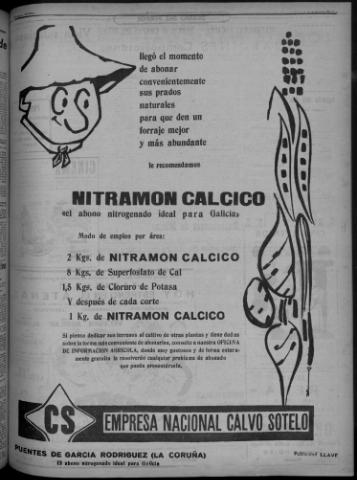 llegó el momento
de abonar
convenientemente
sus prados
naturales
para que den un
forraje mejor
y más abundante
le recomendamos
NITRAMON CALCICO
«el abono nitrogenado ideal para Galicia»
Modo de empleo por área:
2 Kgs. de NITRAMON CALCICO
8 Kgs. de Superfosfato de Cal
1,5 Kgs. de Cloruro de Potasa
Y después de cada corte
1 Kg. de NITRAMON CALCICO
Si piensa dedicar sus terrenos al cultivo de otras plantas y tiene dudas
sobre la forma más conveniente de abonarlos, consulte a nuestra OFICINA
DE INFORMACION AGRICOLA, donde muy gustosos y de forma entera-
mente gratuita le resolverán cualquier problema de abonado
que pueda presentársele.
CS EMPRESA NACIONAL CALVO SOTELO
PUENTES DE GARCIA RODRIGUEZ (LA CORUÑA)
El abono nitrogenado ideal para Galicia
Publicidad CLAVE